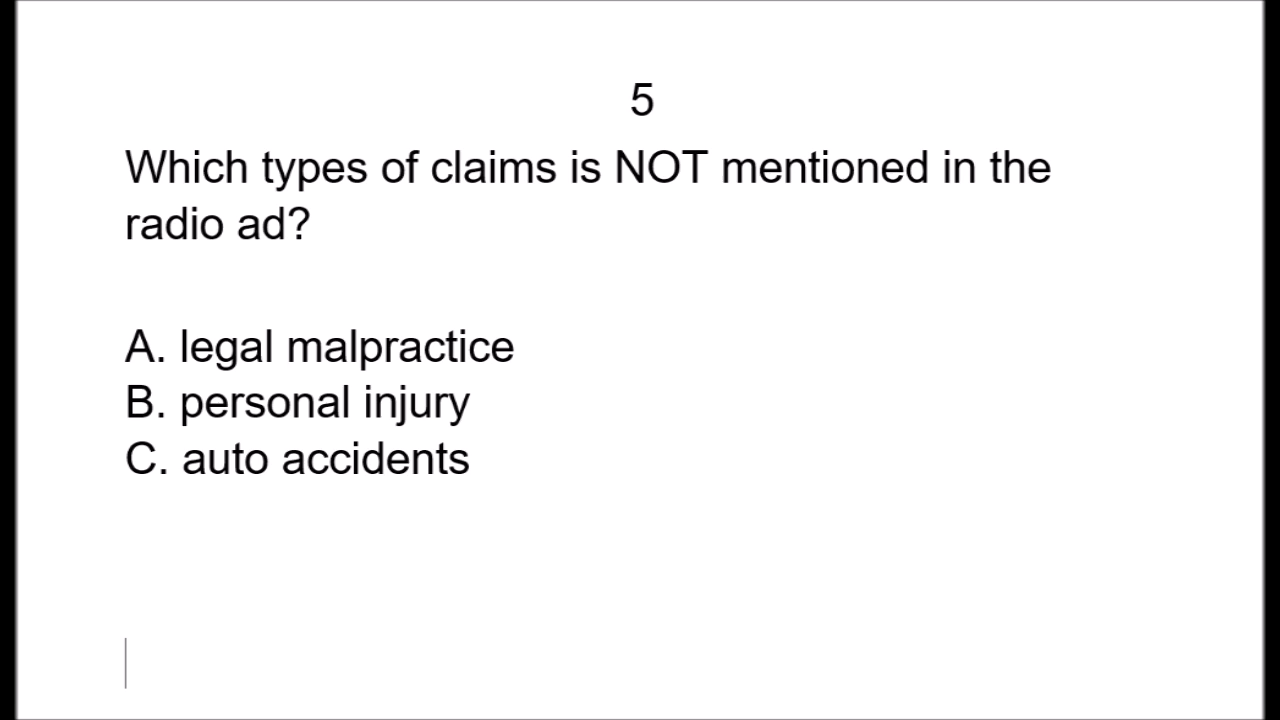 5
Which types of claims is NOT mentioned in the
radio ad?
A. legal malpractice
B. personal injury
C. auto accidents